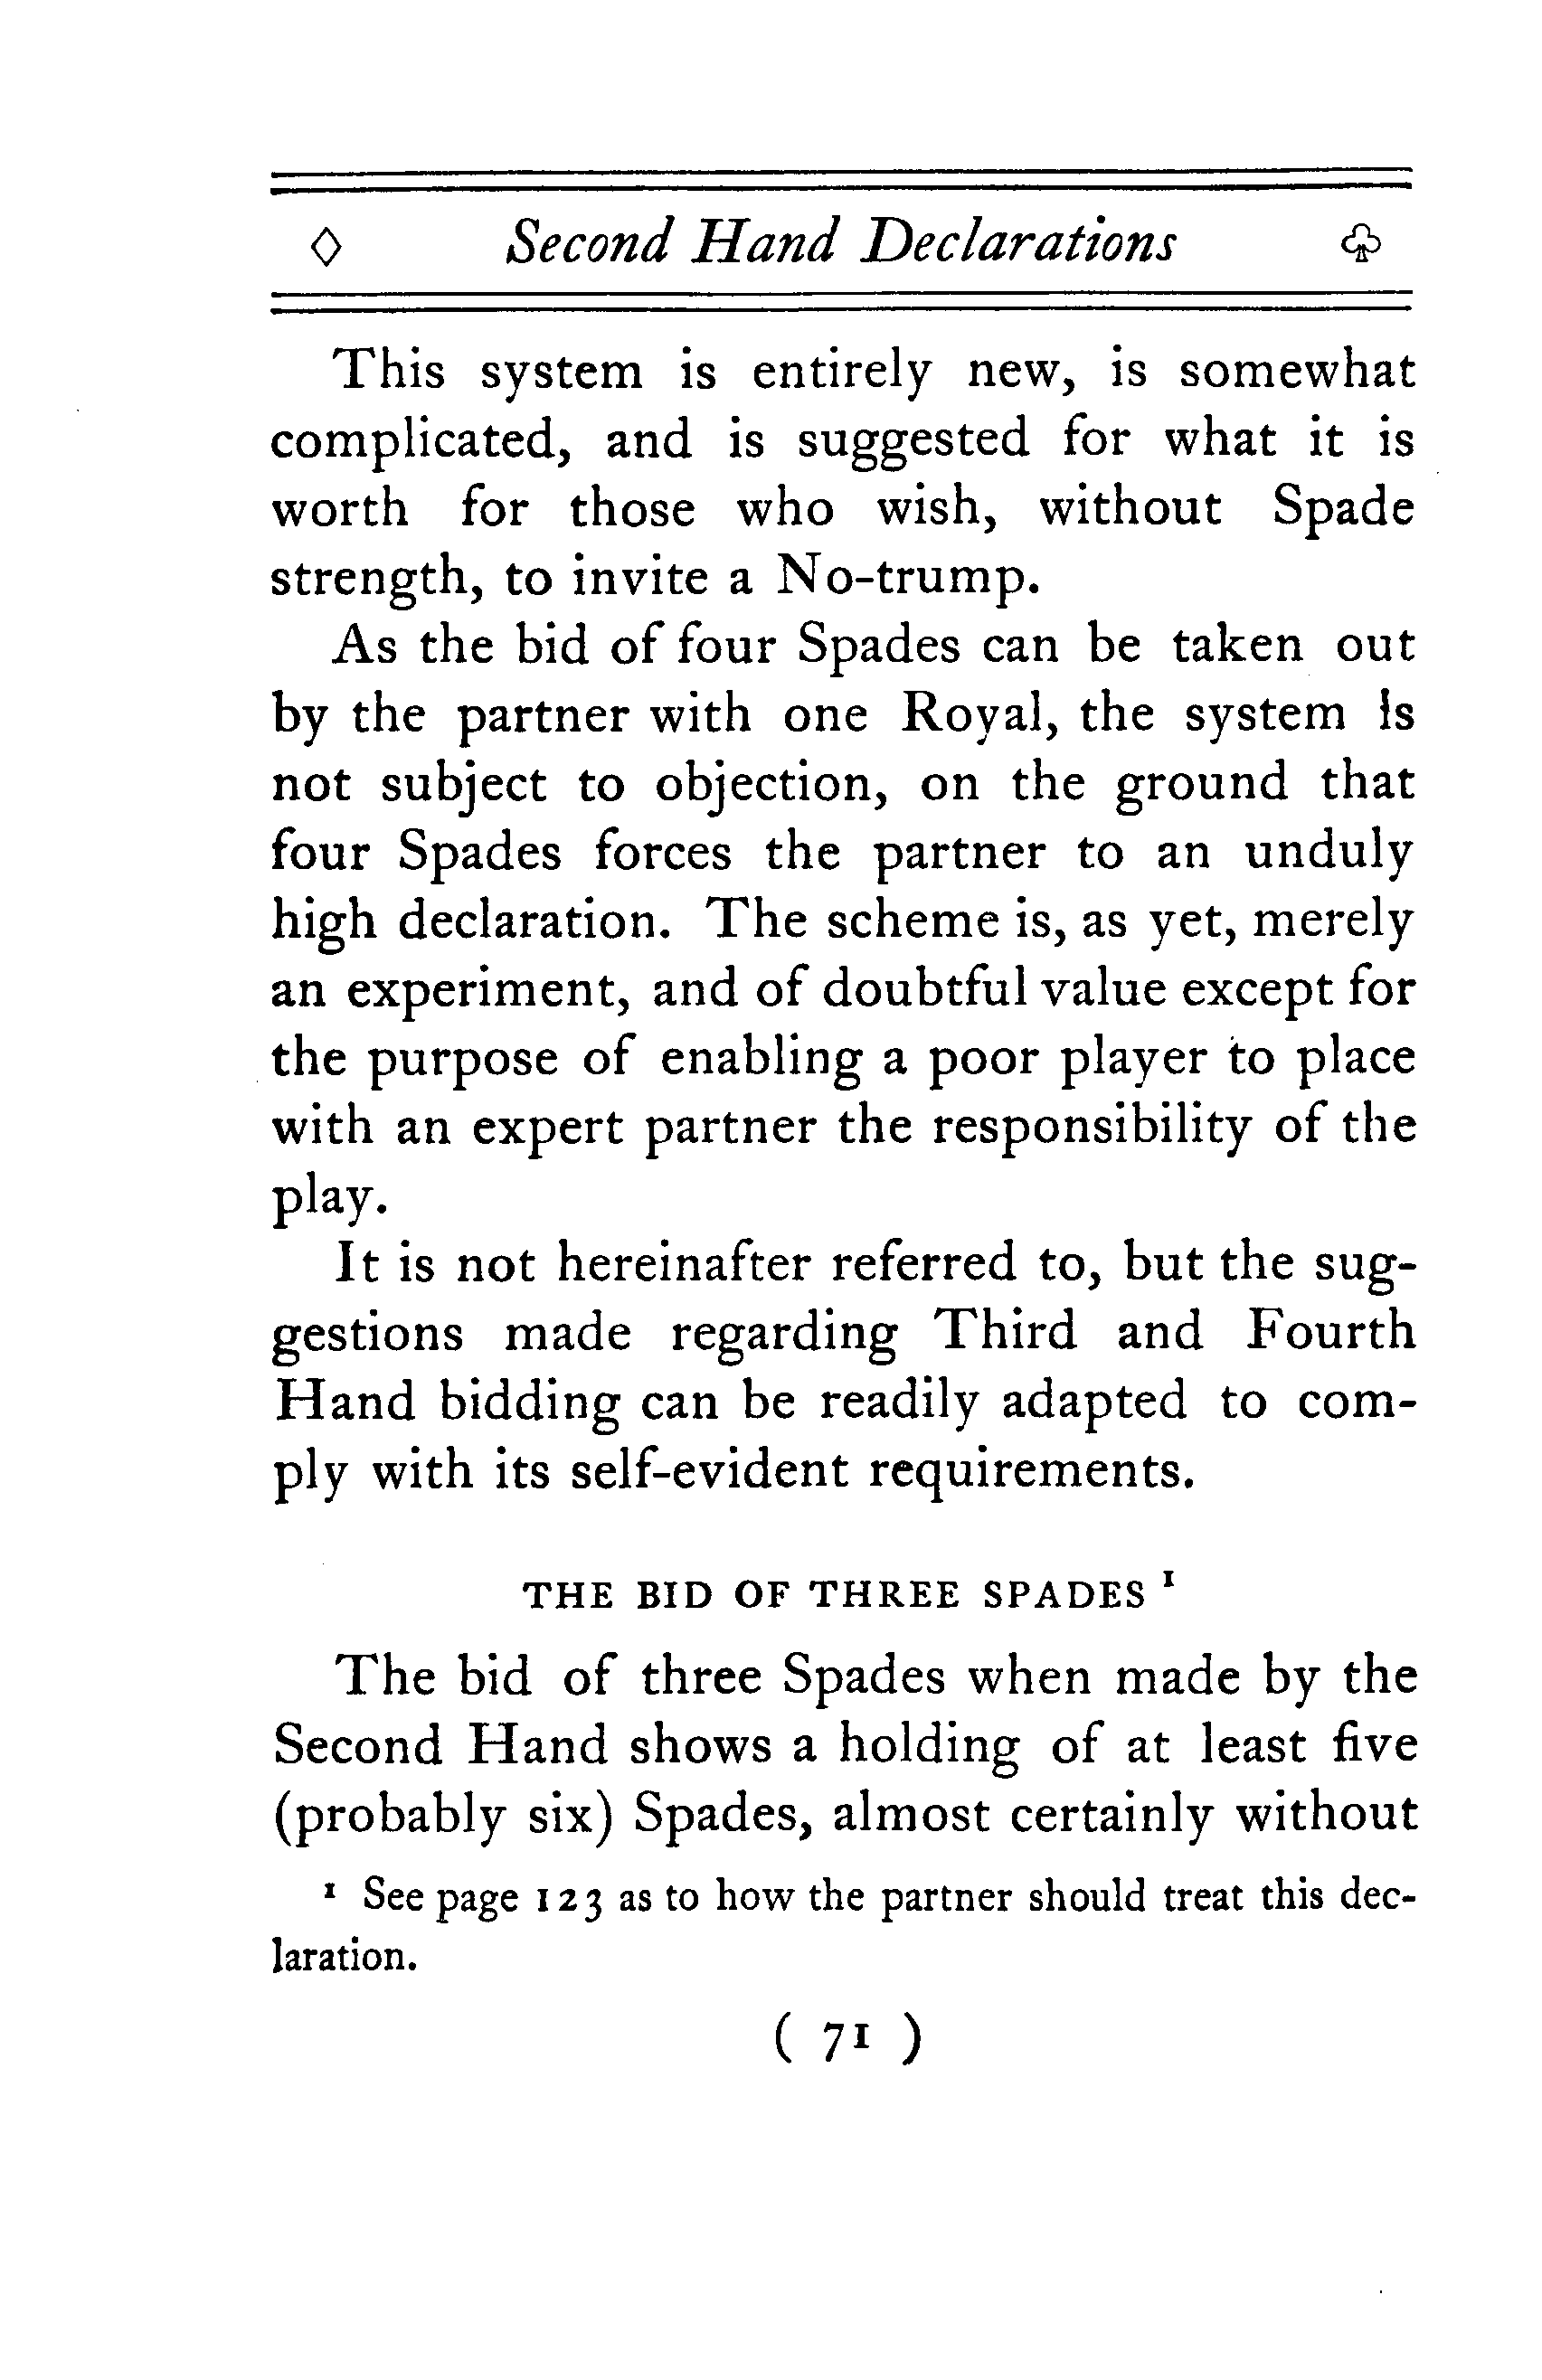 ◊ Second Hand Declarations ♧
This system is entirely new, is somewhat
complicated, and is suggested for what it is
worth for those who wish, without Spade
strength, to invite a No-trump.
As the bid of four Spades can be taken out
by the partner with one Royal, the system is
not subject to objection, on the ground that
four Spades forces the partner to an unduly
high declaration. The scheme is, as yet, merely
an experiment, and of doubtful value except for
the purpose of enabling a poor player to place
with an expert partner the responsibility of the
play.
It is not hereinafter referred to, but the sug-
gestions made regarding Third and Fourth
Hand bidding can be readily adapted to com-
ply with its self-evident requirements.
THE BID OF THREE SPADES ¹
The bid of three Spades when made by the
Second Hand shows a holding of at least five
(probably six) Spades, almost certainly without
¹ See page 123 as to how the partner should treat this dec-
laration.
( 71 )